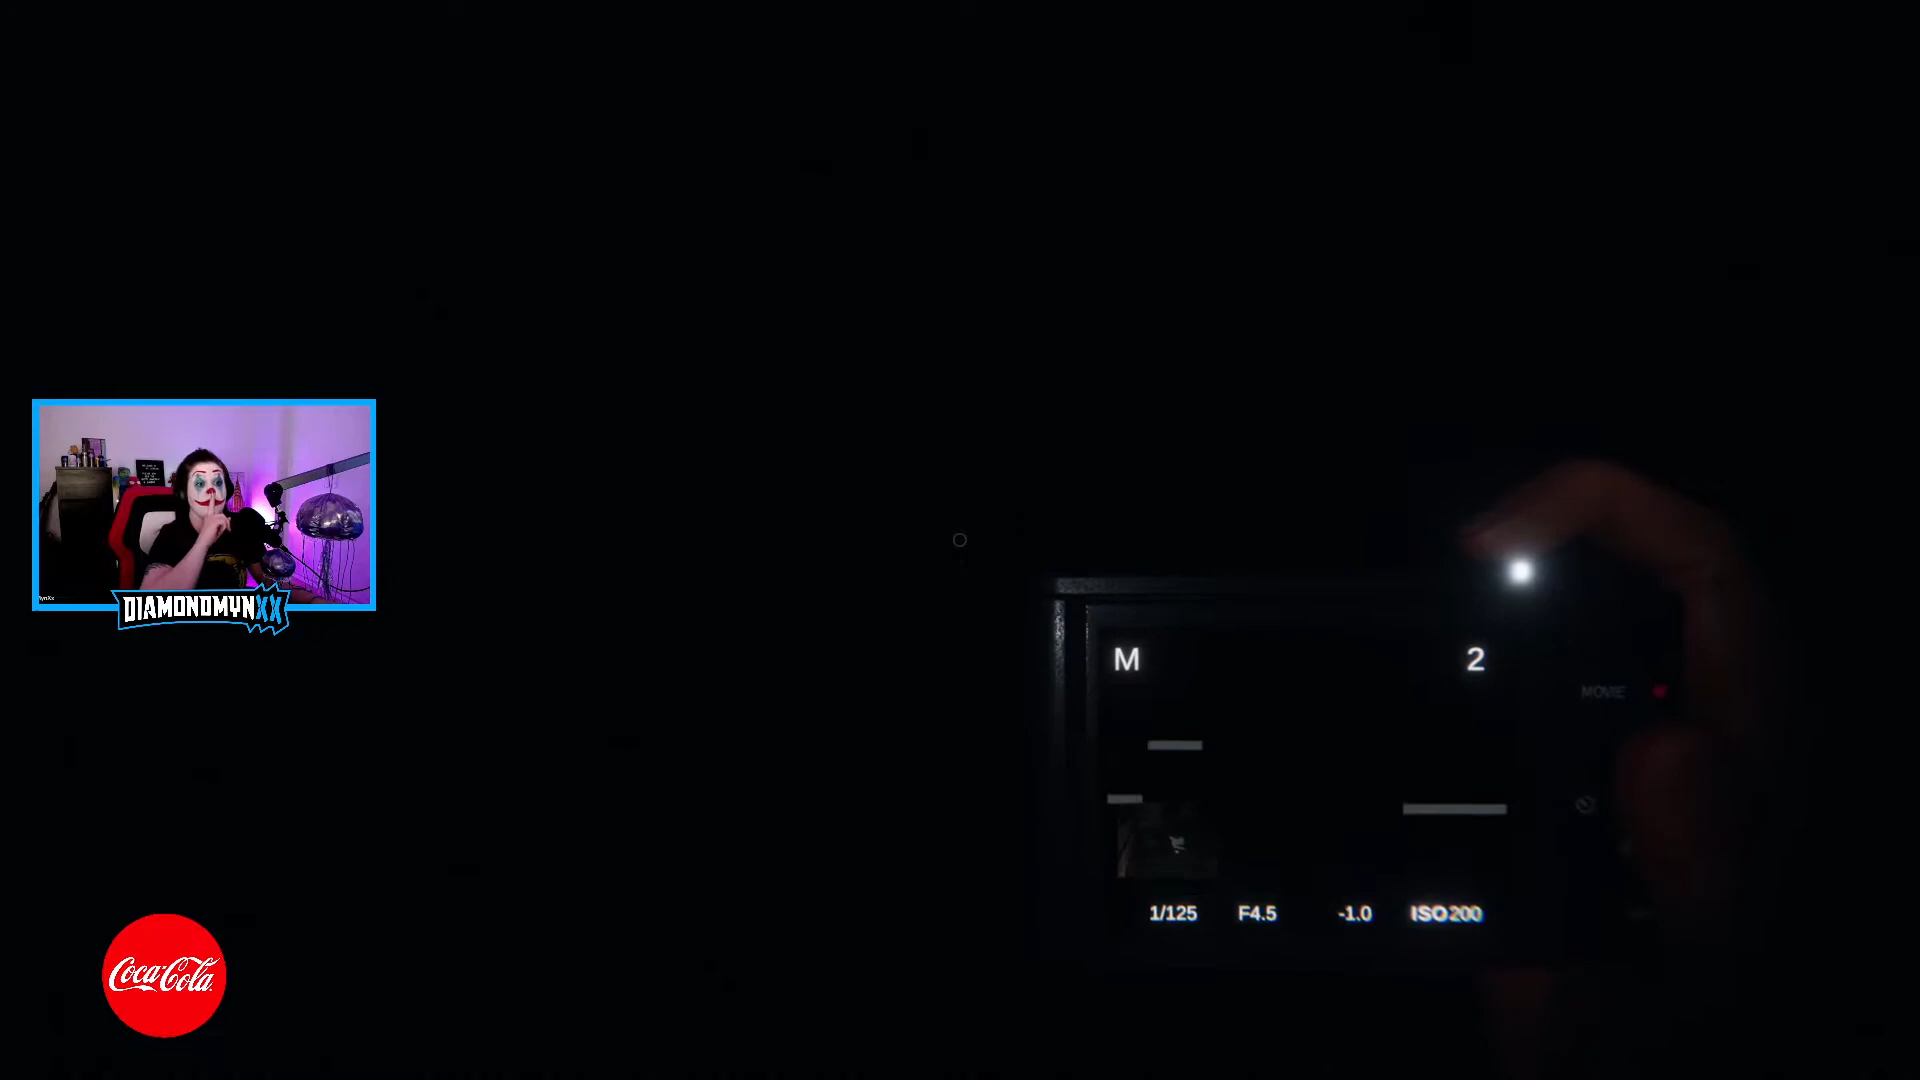 DIAMONDMYNXX
M
2
MOVIE
1/125 F4.5 -1.0 ISO200
Coca-Cola